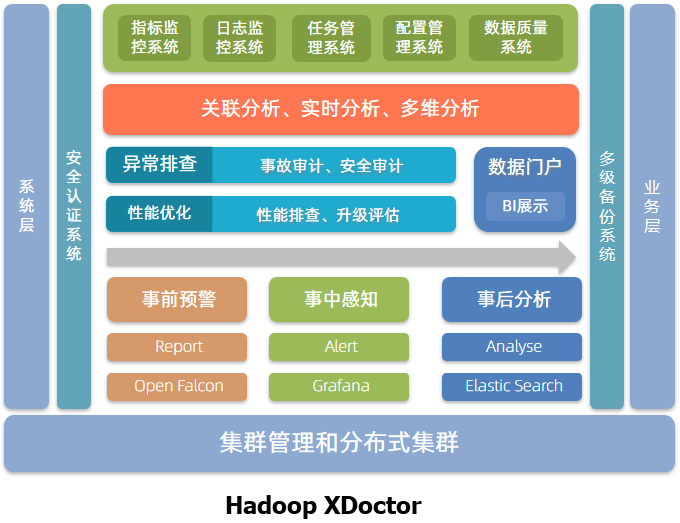 系统层
安全认证系统
指标监
控系统
日志监
控系统
任务管
理系统
配置管
理系统
数据质量
系统
关联分析、实时分析、多维分析
异常排查
事故审计、安全审计
性能优化
性能排查、升级评估
数据门户
BI展示
事前预警
事中感知
事后分析
Report
Alert
Analyse
Open Falcon
Grafana
Elastic Search
多级备份系统
业务层
集群管理和分布式集群
Hadoop XDoctor